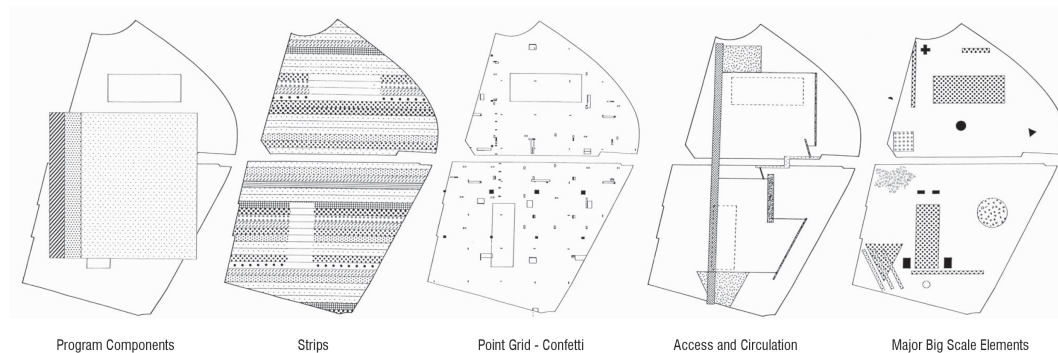 Program Components
Strips
Point Grid - Confetti
Access and Circulation
Major Big Scale Elements